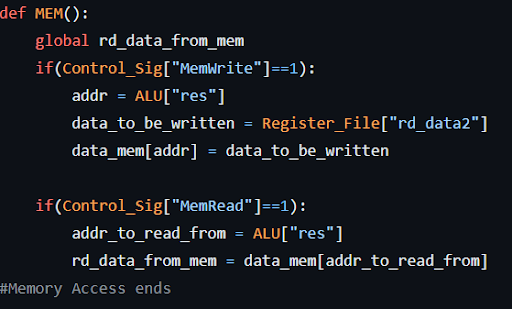 def MEM():
    global rd_data_from_mem
    if(Control_Sig["MemWrite"]==1):
        addr = ALU["res"]
        data_to_be_written = Register_File["rd_data2"]
        data_mem[addr] = data_to_be_written

    if(Control_Sig["MemRead"]==1):
        addr_to_read_from = ALU["res"]
        rd_data_from_mem = data_mem[addr_to_read_from]
#Memory Access ends